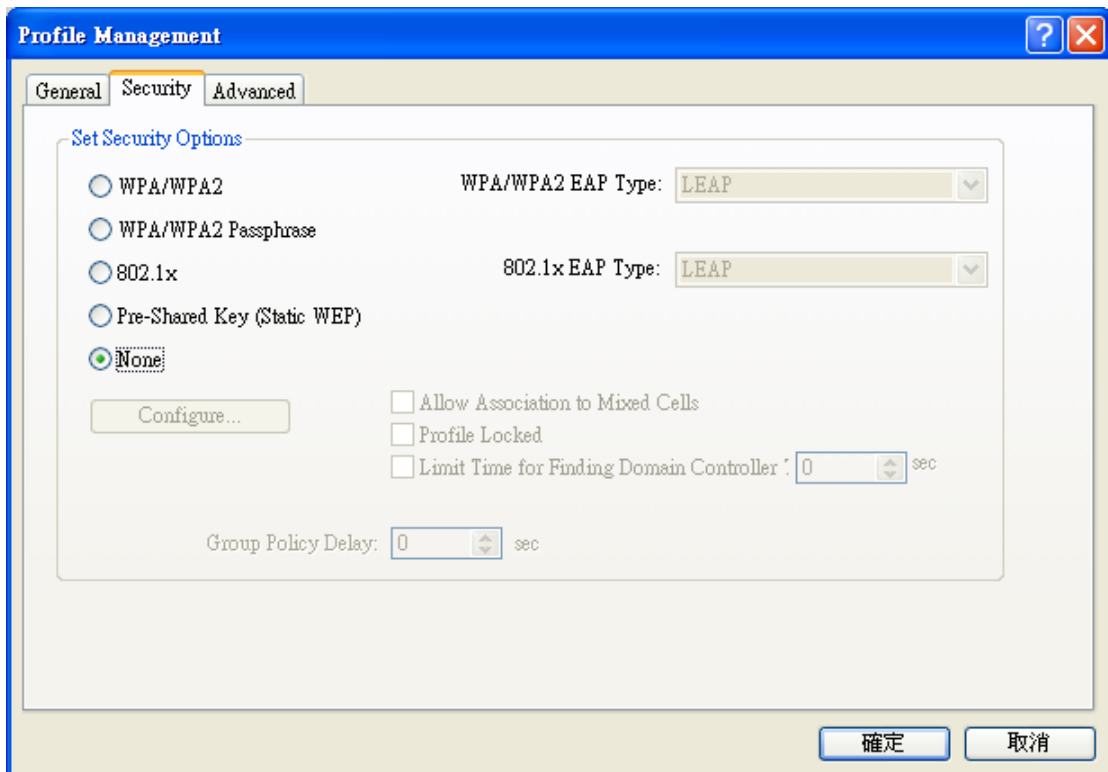 Profile Management
General Security Advanced
Set Security Options
WPA/WPA2 WPA/WPA2 EAP Type: LEAP
WPA/WPA2 Passphrase
802.1x 802.1x EAP Type: LEAP
Pre-Shared Key (Static WEP)
None
Configure... Allow Association to Mixed Cells
Profile Locked
Limit Time for Finding Domain Controller 0 sec
Group Policy Delay: 0 sec
確定 取消